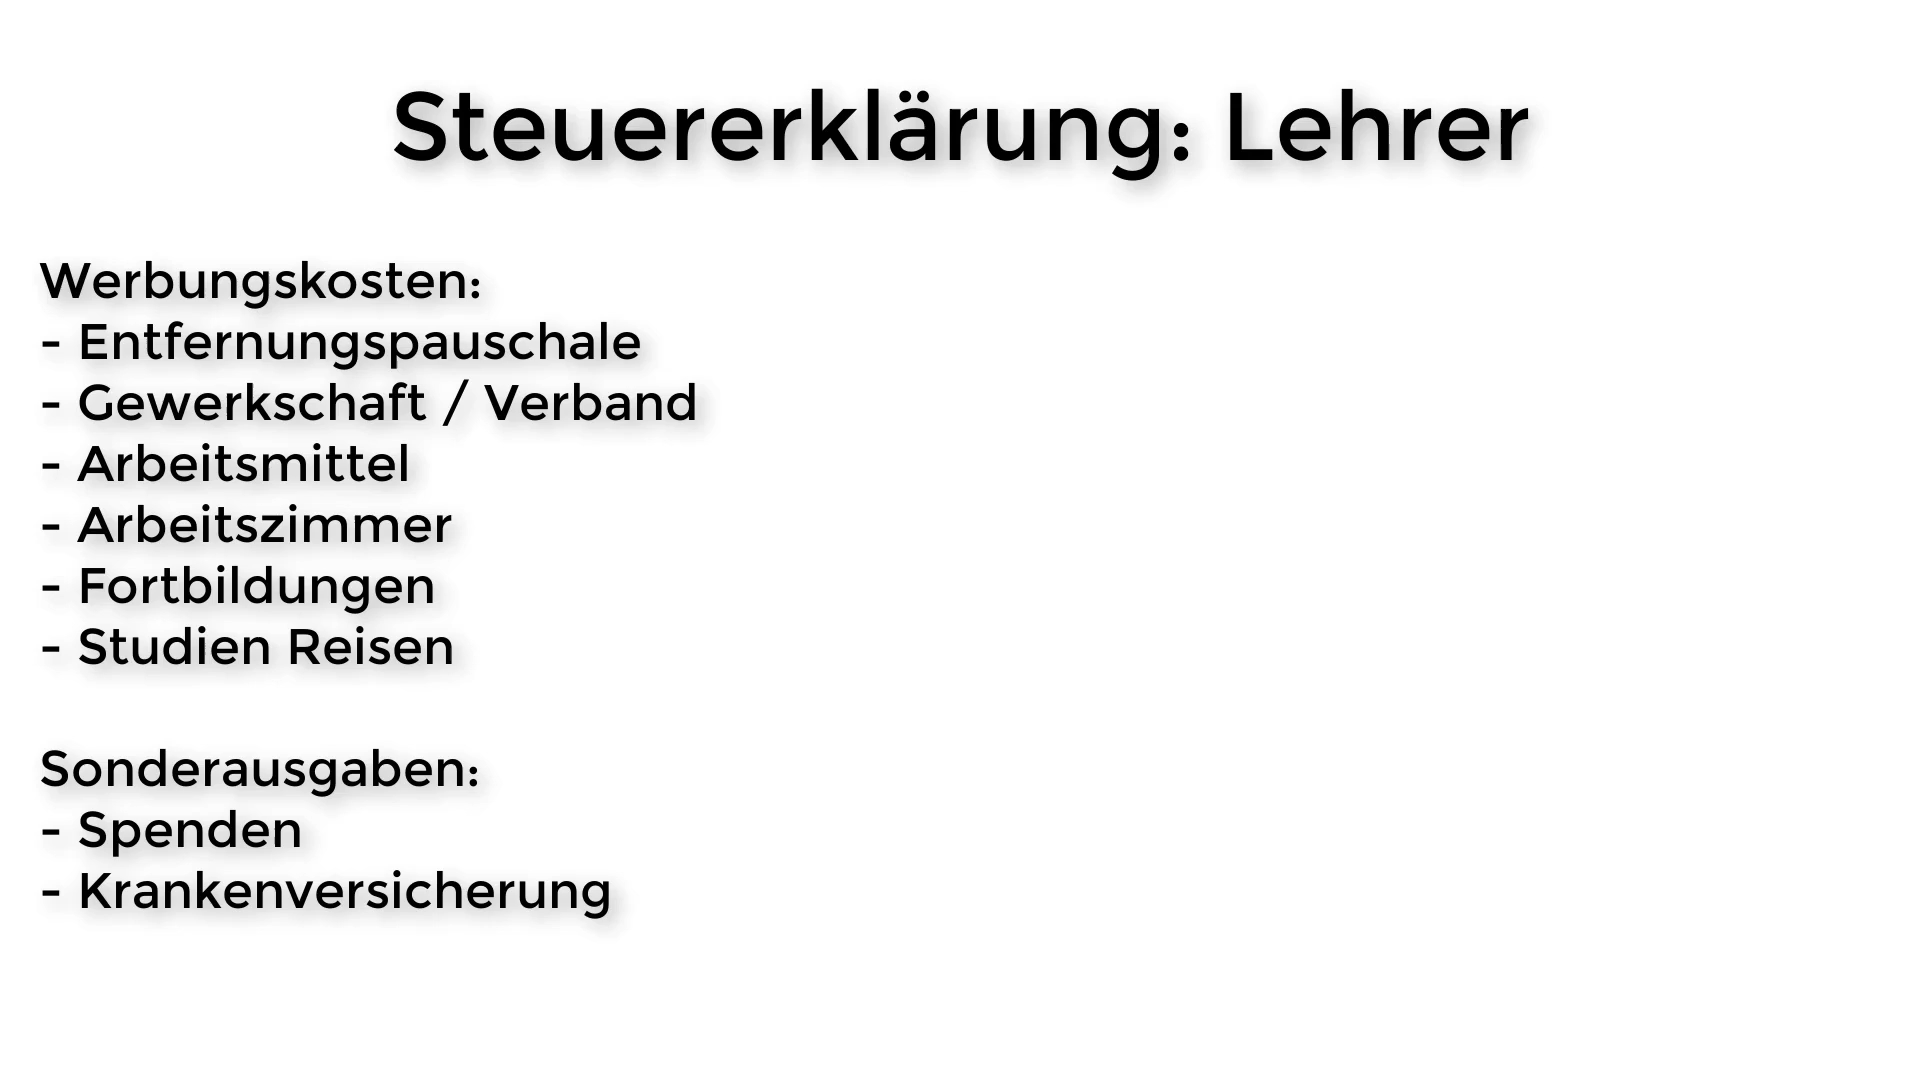 Steuererklärung: Lehrer
Werbungskosten:
- Entfernungspauschale
- Gewerkschaft / Verband
- Arbeitsmittel
- Arbeitszimmer
- Fortbildungen
- Studien Reisen
Sonderausgaben:
- Spenden
- Krankenversicherung